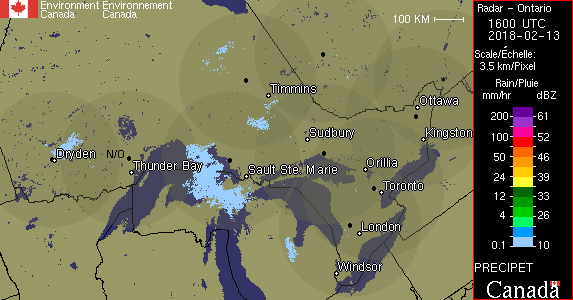 Environment Environnement
Canada Canada
100 KM
Timmins
Ottawa
Sudbury
Kingston
Dryden
N/O
Thunder Bay
Sault Ste. Marie
Orillia
Toronto
London
Windsor
Radar - Ontario
1600 UTC
2018-02-13
Scale/Échelle:
3.5 km/Pixel
Rain/Pluie
mm/hr dBZ
200 61
100 52
50 46
24 39
12 33
4 26
0.1 10
PRECIPET
Canada